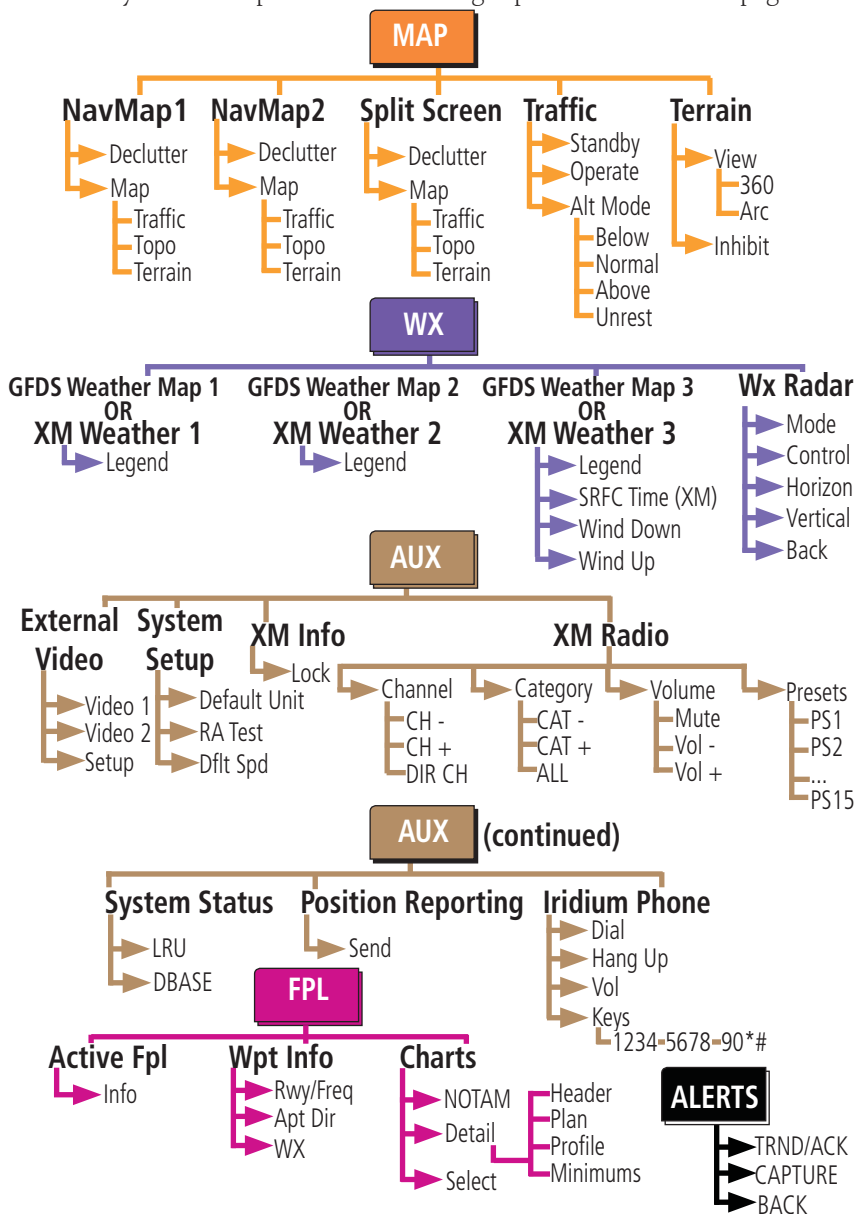 MAP
NavMap1 NavMap2 Split Screen Traffic Terrain
Declutter Declutter Declutter Standby View
Map Map Map Operate 360
Traffic Traffic Traffic Alt Mode Arc
Topo Topo Topo Below Inhibit
Terrain Terrain Terrain Normal
Above
Unrest
WX
GFDS Weather Map 1 GFDS Weather Map 2 GFDS Weather Map 3 Wx Radar
OR OR OR
XM Weather 1 XM Weather 2 XM Weather 3
Legend Legend Legend Mode
SRFC Time (XM) Control
Wind Down Horizon
Wind Up Vertical
Back
AUX
External Video System Setup XM Info XM Radio
Video 1 Default Unit Lock Channel Category Volume Presets
Video 2 RA Test CH - CAT - Mute PS1
Setup Dflt Spd CH + CAT + Vol - PS2
DIR CH ALL Vol + ...
PS15
AUX (continued)
System Status Position Reporting Iridium Phone
LRU Send Dial
DBASE Hang Up
Vol
Keys
1234-5678-90*#
FPL
Active Fpl Wpt Info Charts
Info Rwy/Freq NOTAM Header
Apt Dir Detail Plan
WX Select Profile
Minimums
ALERTS
TRND/ACK
CAPTURE
BACK